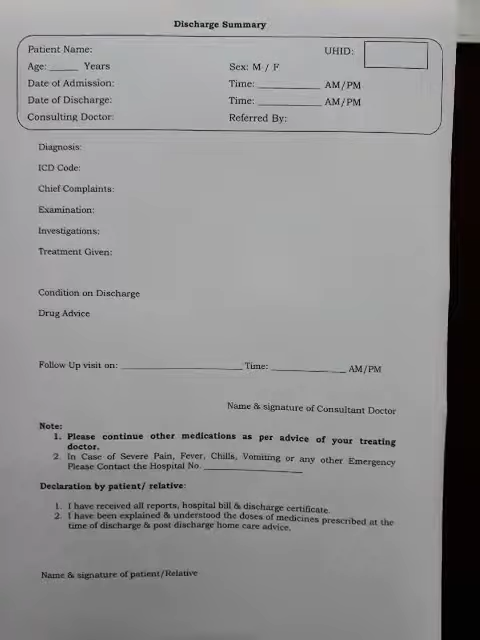 Discharge Summary
Patient Name: UHID:
Age: _____ Years Sex: M / F
Date of Admission: Time: __________ AM/PM
Date of Discharge: Time: __________ AM/PM
Consulting Doctor: Referred By:
Diagnosis:
ICD Code:
Chief Complaints:
Examination:
Investigations:
Treatment Given:
Condition on Discharge
Drug Advice
Follow Up visit on: ____________________ Time: ____________ AM/PM
Name & signature of Consultant Doctor
Note:
1. Please continue other medications as per advice of your treating
doctor.
2. In Case of Severe Pain, Fever, Chills, Vomiting or any other Emergency
Please Contact the Hospital No. ________________
Declaration by patient/ relative:
1. I have received all reports, hospital bill & discharge certificate.
2. I have been explained & understood the doses of medicines prescribed at the
time of discharge & post discharge home care advice.
Name & signature of patient/Relative